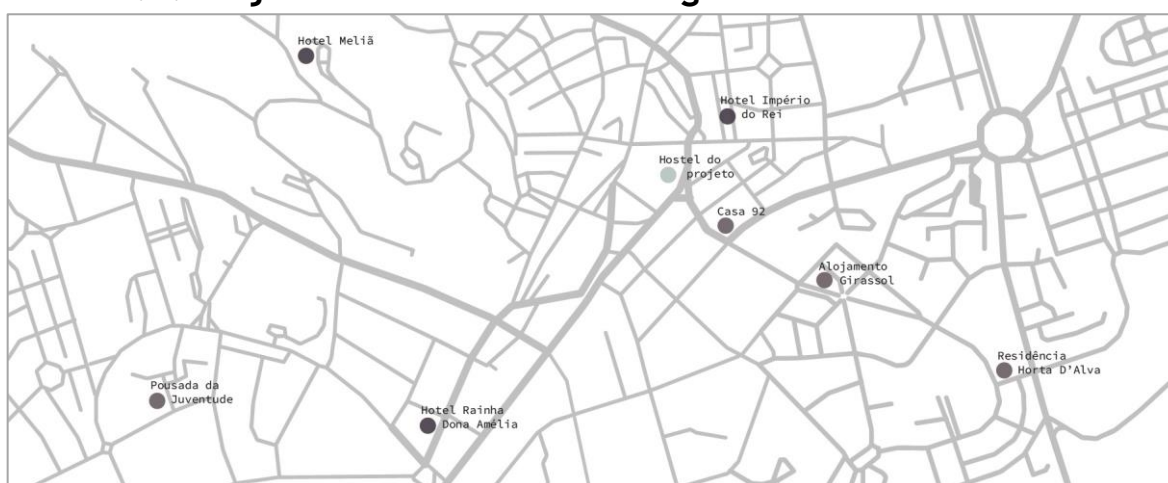 Hotel Meliã
Hotel Império
do Rei
Hostel do
projeto
Casa 92
Alojamento
Girassol
Residência
Horta D'Alva
Pousada da
Juventude
Hotel Rainha
Dona Amélia